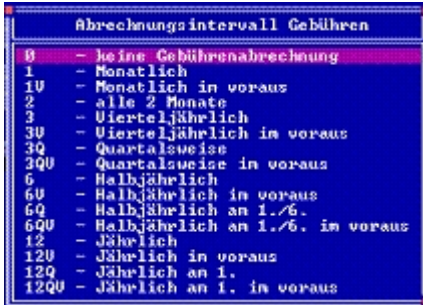 Abrechnungsintervall Gebühren
0 - keine Gebührenabrechnung
1 - Monatlich
1V - Monatlich im voraus
2 - alle 2 Monate
3 - Vierteljährlich
3V - Vierteljährlich im voraus
3Q - Quartalsweise
3QV - Quartalsweise im voraus
6 - Halbjährlich
6V - Halbjährlich im voraus
6Q - Halbjährlich am 1./6.
6QV - Halbjährlich am 1./6. im voraus
12 - Jährlich
12V - Jährlich im voraus
12Q - Jährlich am 1.
12QV - Jährlich am 1. im voraus